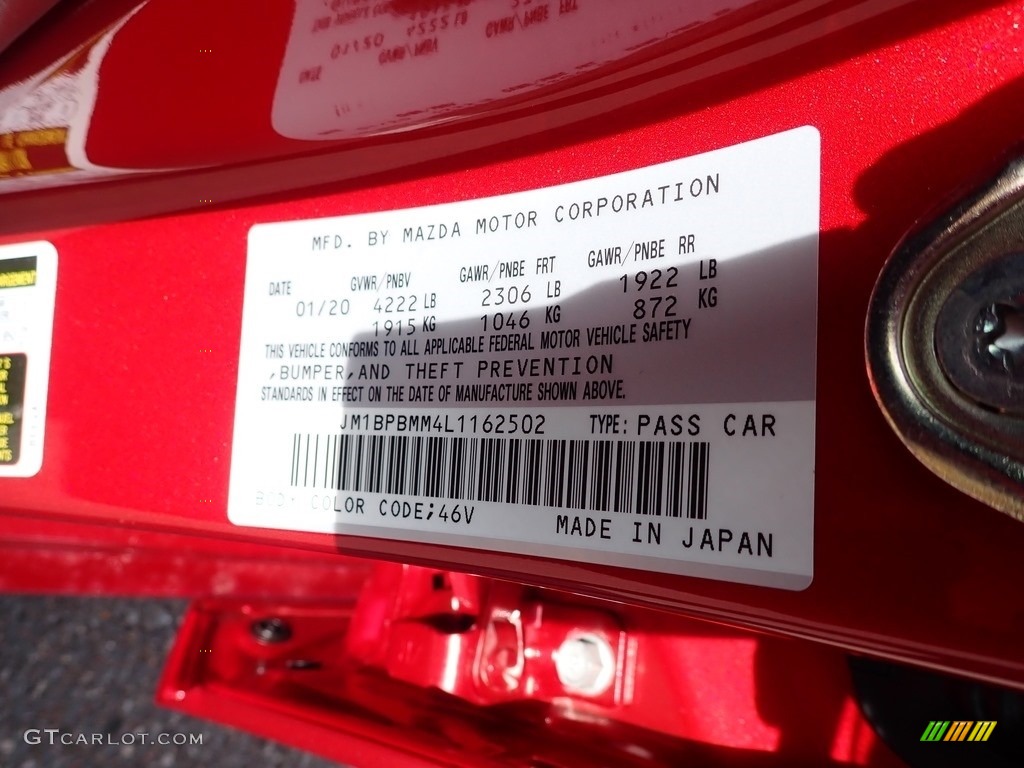 MFD. BY MAZDA MOTOR CORPORATION
DATE GVWR/PNBV GAWR/PNBE FRT GAWR/PNBE RR
01/20 4222 LB 2306 LB 1922 LB
1915 KG 1046 KG 872 KG
THIS VEHICLE CONFORMS TO ALL APPLICABLE FEDERAL MOTOR VEHICLE SAFETY
,BUMPER,AND THEFT PREVENTION
STANDARDS IN EFFECT ON THE DATE OF MANUFACTURE SHOWN ABOVE.
JM1BPBMM4L1162502 TYPE: PASS CAR
BODY COLOR CODE;46V
MADE IN JAPAN
GTCARLOT.COM